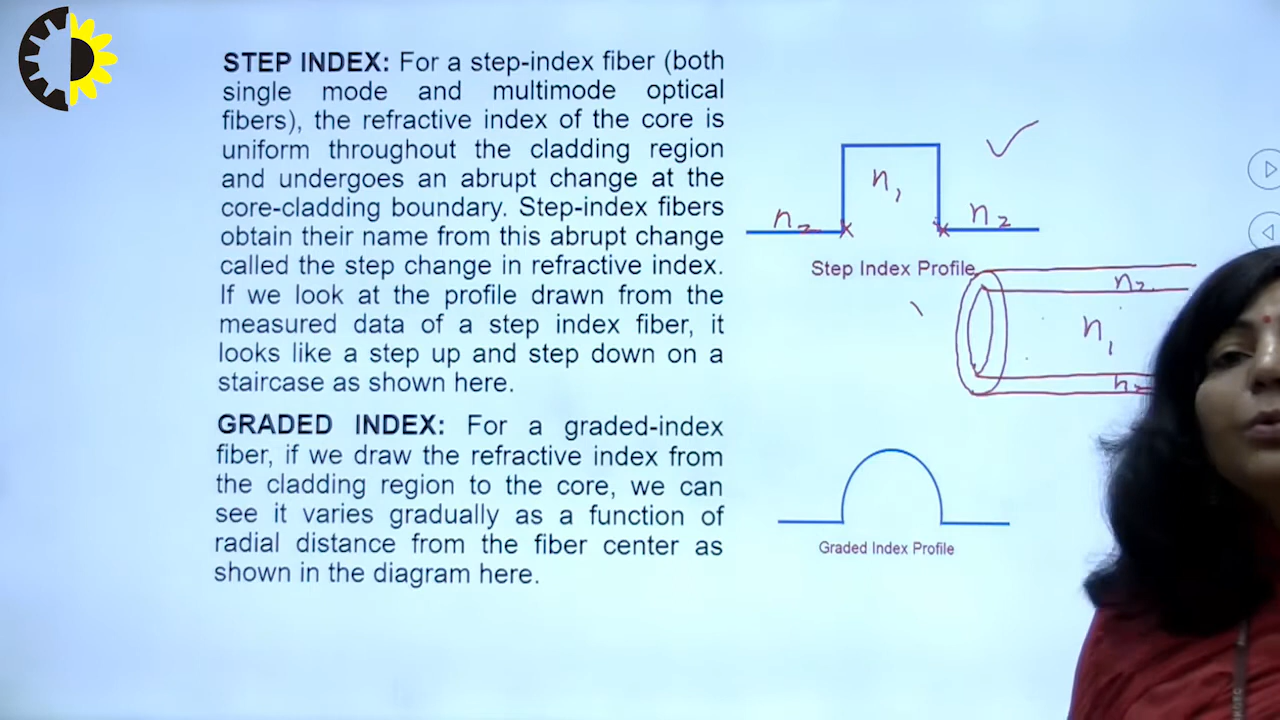 STEP INDEX: For a step-index fiber (both
single mode and multimode optical
fibers), the refractive index of the core is
uniform throughout the cladding region
and undergoes an abrupt change at the
core-cladding boundary. Step-index fibers
obtain their name from this abrupt change
called the step change in refractive index.
If we look at the profile drawn from the
measured data of a step index fiber, it
looks like a step up and step down on a
staircase as shown here.
GRADED INDEX: For a graded-index
fiber, if we draw the refractive index from
the cladding region to the core, we can
see it varies gradually as a function of
radial distance from the fiber center as
shown in the diagram here.
n1
n2 n2
Step Index Profile
n2
n1
n2
Graded Index Profile